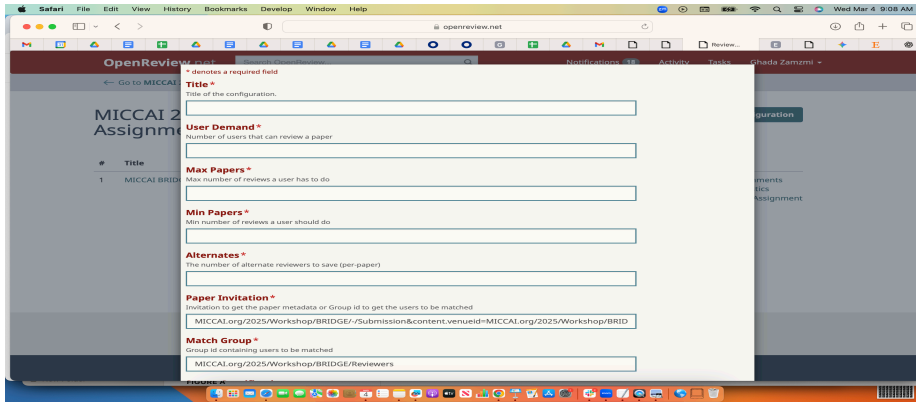 Safari File Edit View History Bookmarks Develop Window Help Wed Mar 4 9:08 AM
openreview.net
Review...
OpenReview.net Search OpenReview... Notifications 18 Activity Tasks Ghada Zamzmi
← Go to MICCAI
* denotes a required field
Title *
Title of the configuration.
MICCAI 2
Assignme
guration
User Demand *
Number of users that can review a paper
# Title
Max Papers *
Max number of reviews a user has to do
1 MICCAI BRID
ments
tics
Assignment
Min Papers *
Min number of reviews a user should do
Alternates *
The number of alternate reviewers to save (per-paper)
Paper Invitation *
Invitation to get the paper metadata or Group id to get the users to be matched
MICCAI.org/2025/Workshop/BRIDGE/-/Submission&content.venueid=MICCAI.org/2025/Workshop/BRID
Match Group *
Group id containing users to be matched
MICCAI.org/2025/Workshop/BRIDGE/Reviewers